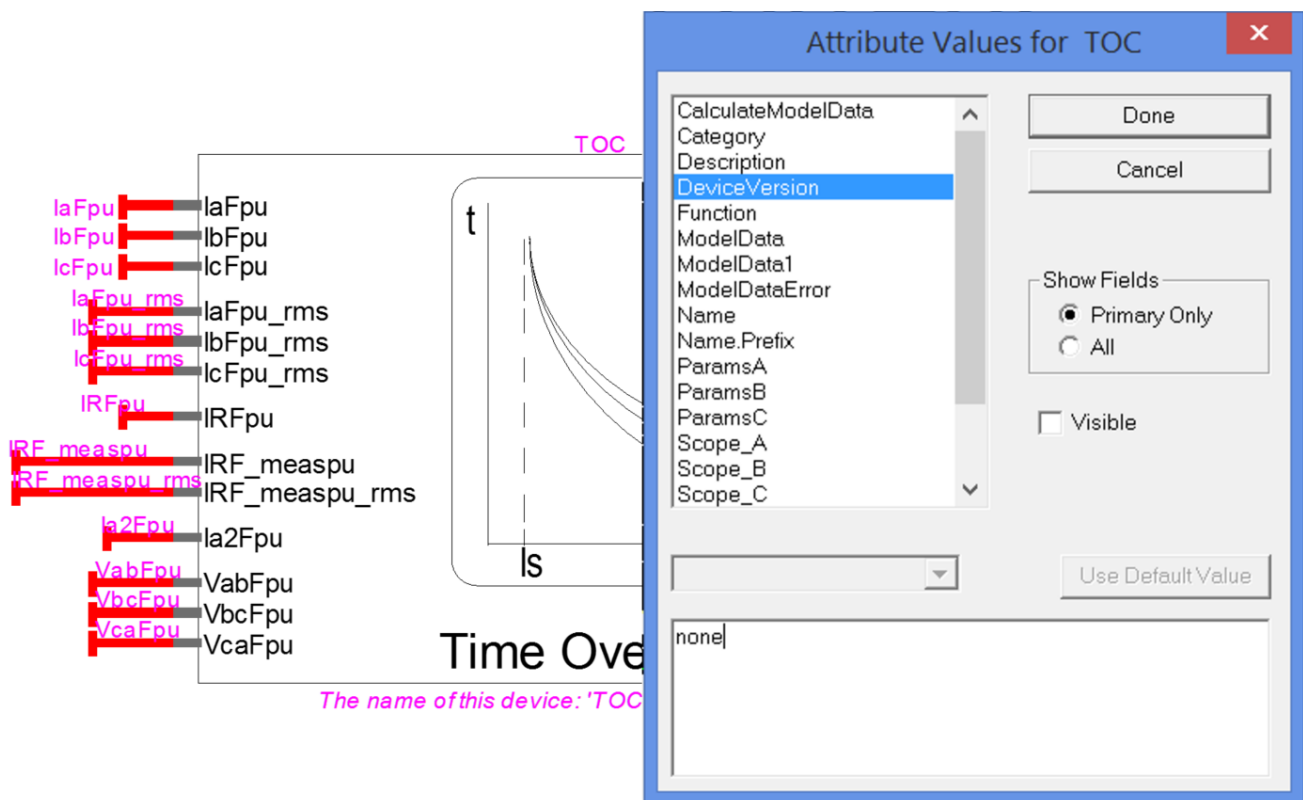 TOC
IaFpu
IbFpu
IcFpu
IaFpu_rms
IbFpu_rms
IcFpu_rms
IRFpu
IRF_measpu
IRF_measpu_rms
Ia2Fpu
VabFpu
VbcFpu
VcaFpu
IaFpu
IbFpu
IcFpu
IaFpu_rms
IbFpu_rms
IcFpu_rms
IRFpu
IRF_measpu
IRF_measpu_rms
Ia2Fpu
VabFpu
VbcFpu
VcaFpu
t
Is
Time Ove
The name of this device: 'TOC
Attribute Values for TOC
CalculateModelData
Category
Description
DeviceVersion
Function
ModelData
ModelData1
ModelDataError
Name
Name.Prefix
ParamsA
ParamsB
ParamsC
Scope_A
Scope_B
Scope_C
Done
Cancel
Show Fields
Primary Only
All
Visible
Use Default Value
none